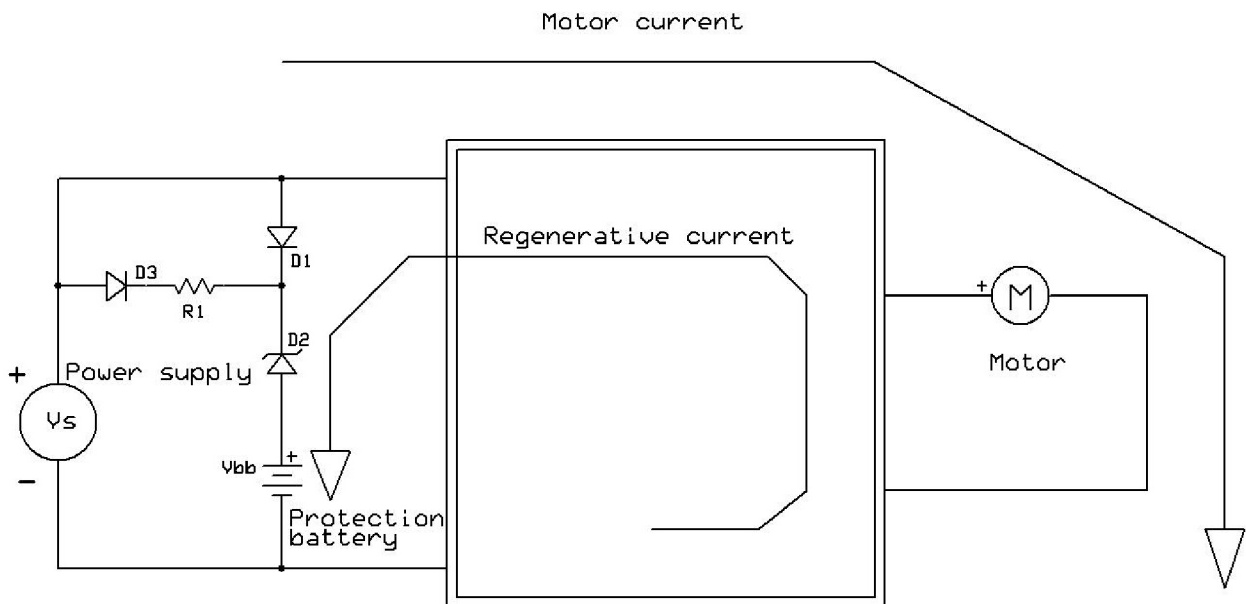 Motor current
Regenerative current
D1
D3
R1
D2
+
M
Motor
+
Power supply
Vs
-
Vbb
+
Protection
battery